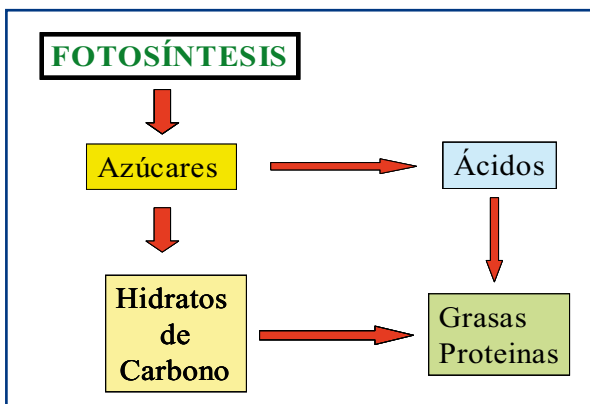 FOTOSÍNTESIS
Azúcares
Ácidos
Hidratos
de
Carbono
Grasas
Proteinas